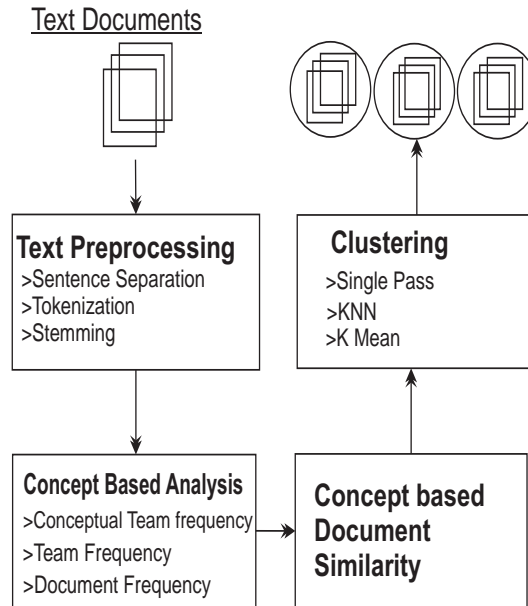 Text Documents
Text Preprocessing
>Sentence Separation
>Tokenization
>Stemming
Concept Based Analysis
>Conceptual Team frequency
>Team Frequency
>Document Frequency
Concept based
Document
Similarity
Clustering
>Single Pass
>KNN
>K Mean